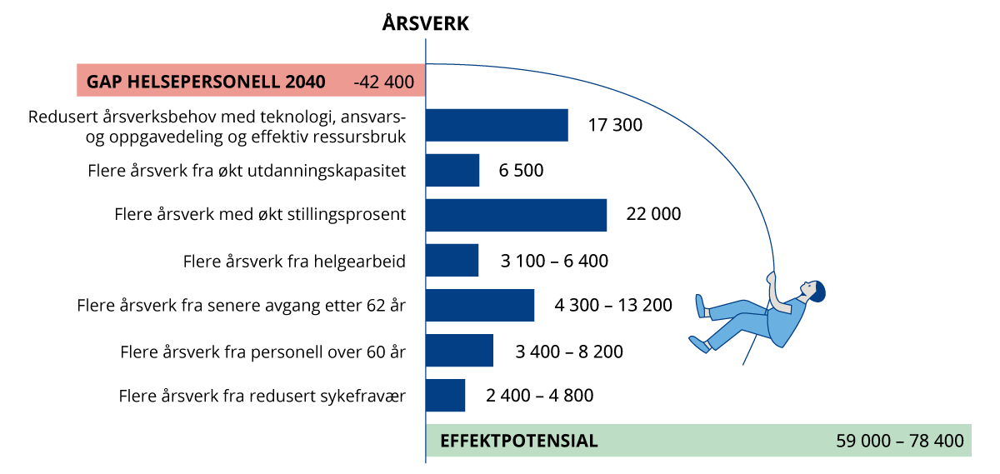 ÅRSVERK
GAP HELSEPERSONELL 2040 -42 400
Redusert årsverksbehov med teknologi, ansvars-
og oppgavedeling og effektiv ressursbruk
17 300
Flere årsverk fra økt utdanningskapasitet 6 500
Flere årsverk med økt stillingsprosent 22 000
Flere årsverk fra helgearbeid 3 100 – 6 400
Flere årsverk fra senere avgang etter 62 år 4 300 – 13 200
Flere årsverk fra personell over 60 år 3 400 – 8 200
Flere årsverk fra redusert sykefravær 2 400 – 4 800
EFFEKTPOTENSIAL 59 000 – 78 400